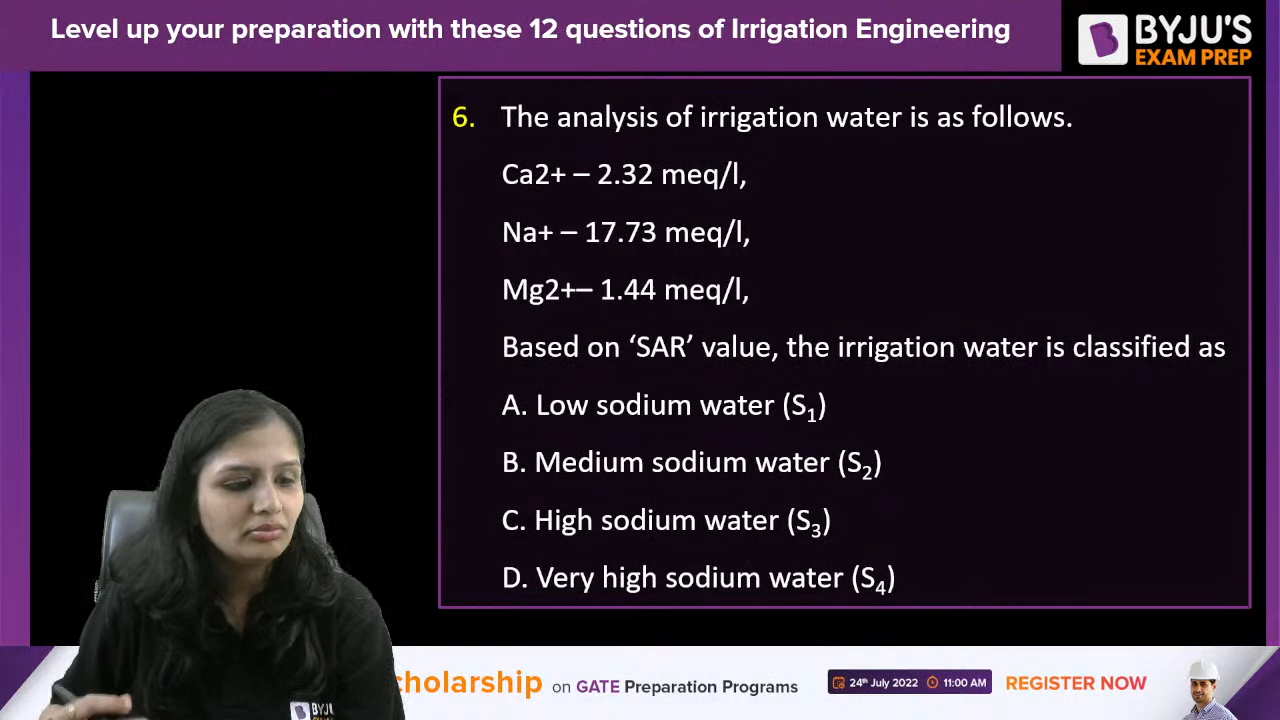 Level up your preparation with these 12 questions of Irrigation Engineering
BYJU'S
EXAM PREP
6. The analysis of irrigation water is as follows.
Ca2+ – 2.32 meq/l,
Na+ – 17.73 meq/l,
Mg2+– 1.44 meq/l,
Based on ‘SAR’ value, the irrigation water is classified as
A. Low sodium water (S1)
B. Medium sodium water (S2)
C. High sodium water (S3)
D. Very high sodium water (S4)
cholarship on GATE Preparation Programs
24th July 2022 11:00 AM
REGISTER NOW